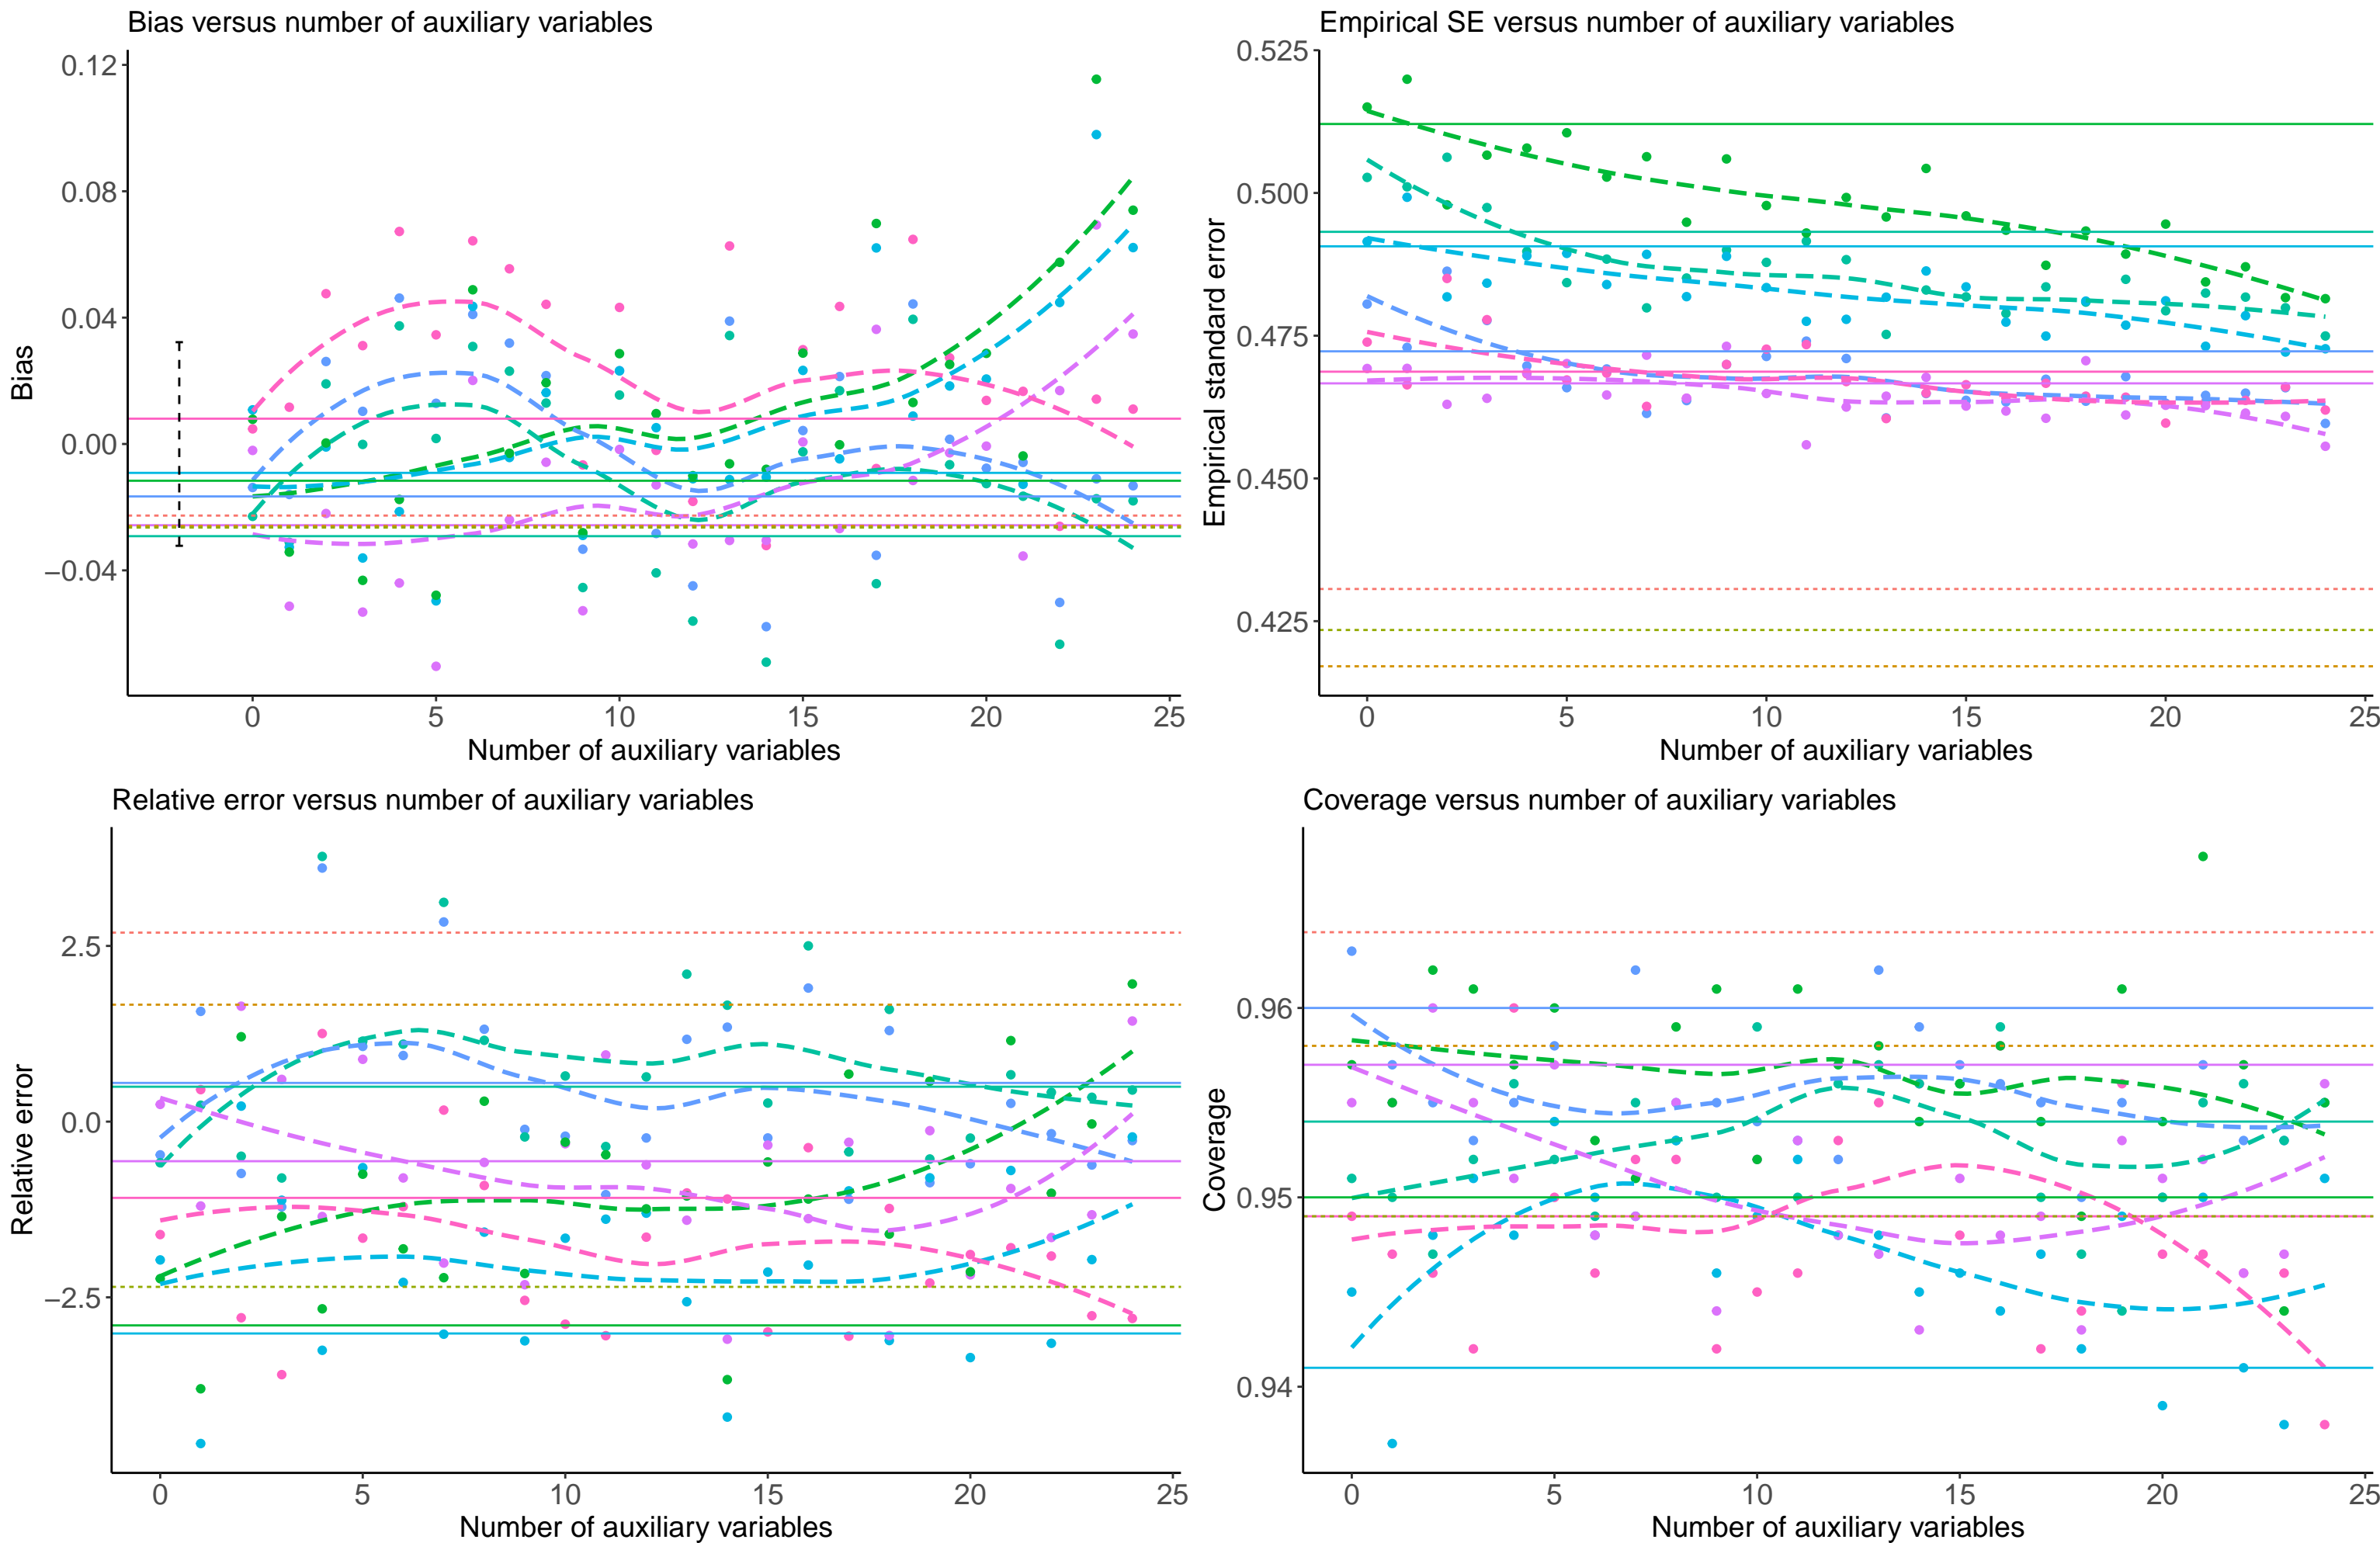 Bias versus number of auxiliary variables
0.12
0.08
0.04
0.00
−0.04
Bias
0 5 10 15 20 25
Number of auxiliary variables
Empirical SE versus number of auxiliary variables
0.525
0.500
0.475
0.450
0.425
Empirical standard error
0 5 10 15 20 25
Number of auxiliary variables
Relative error versus number of auxiliary variables
2.5
0.0
−2.5
Relative error
0 5 10 15 20 25
Number of auxiliary variables
Coverage versus number of auxiliary variables
0.96
0.95
0.94
Coverage
0 5 10 15 20 25
Number of auxiliary variables